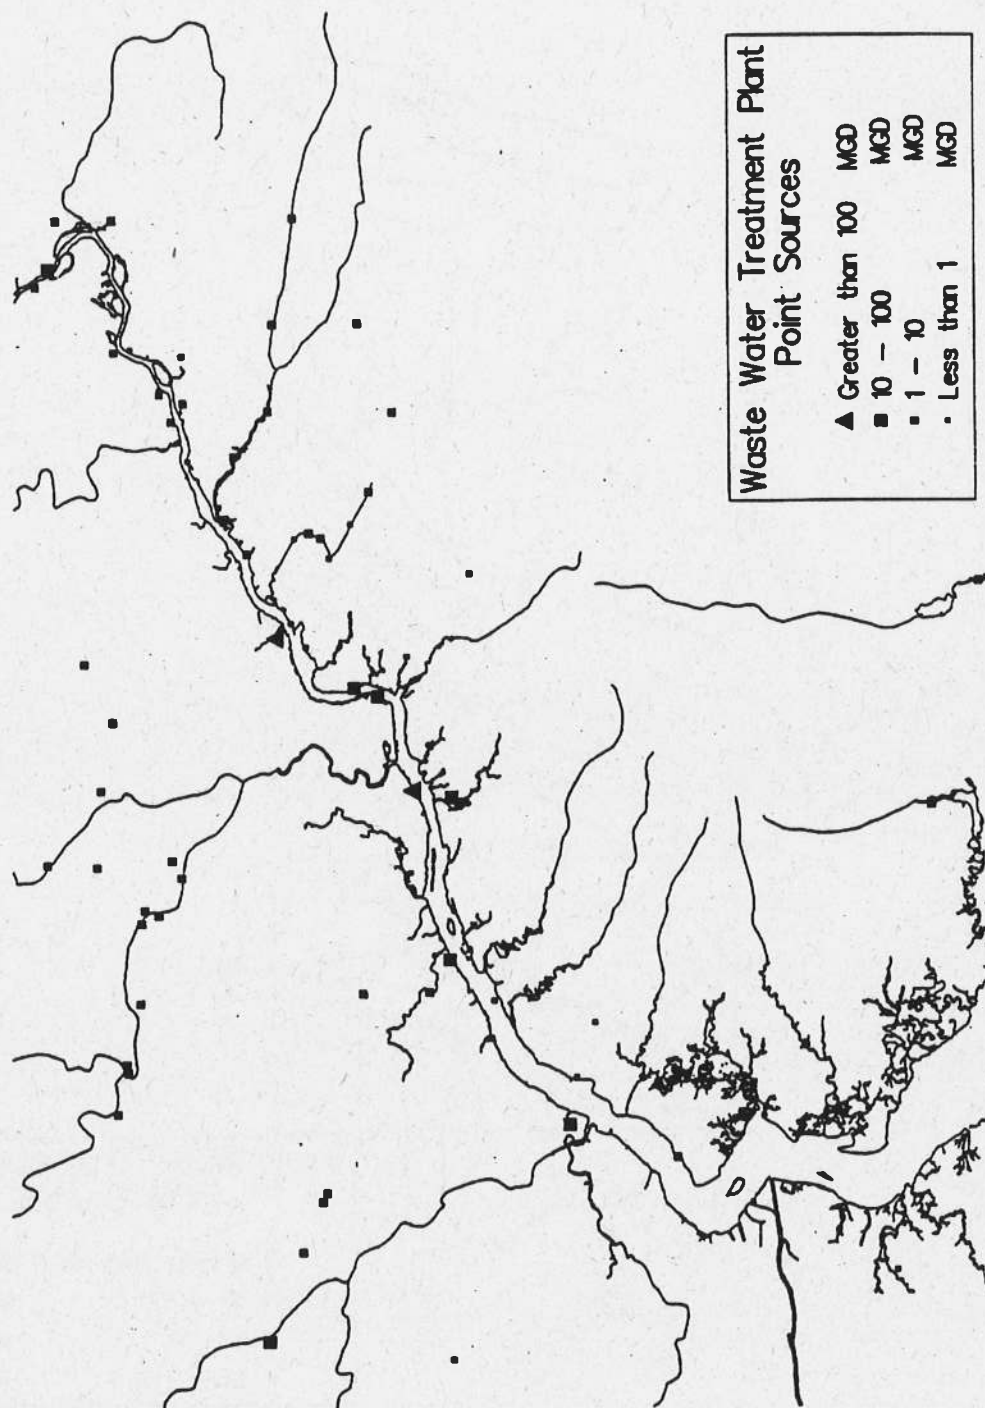 Waste Water Treatment Plant
Point Sources
▲ Greater than 100 MGD
■ 10 - 100 MGD
▪ 1 - 10 MGD
· Less than 1 MGD